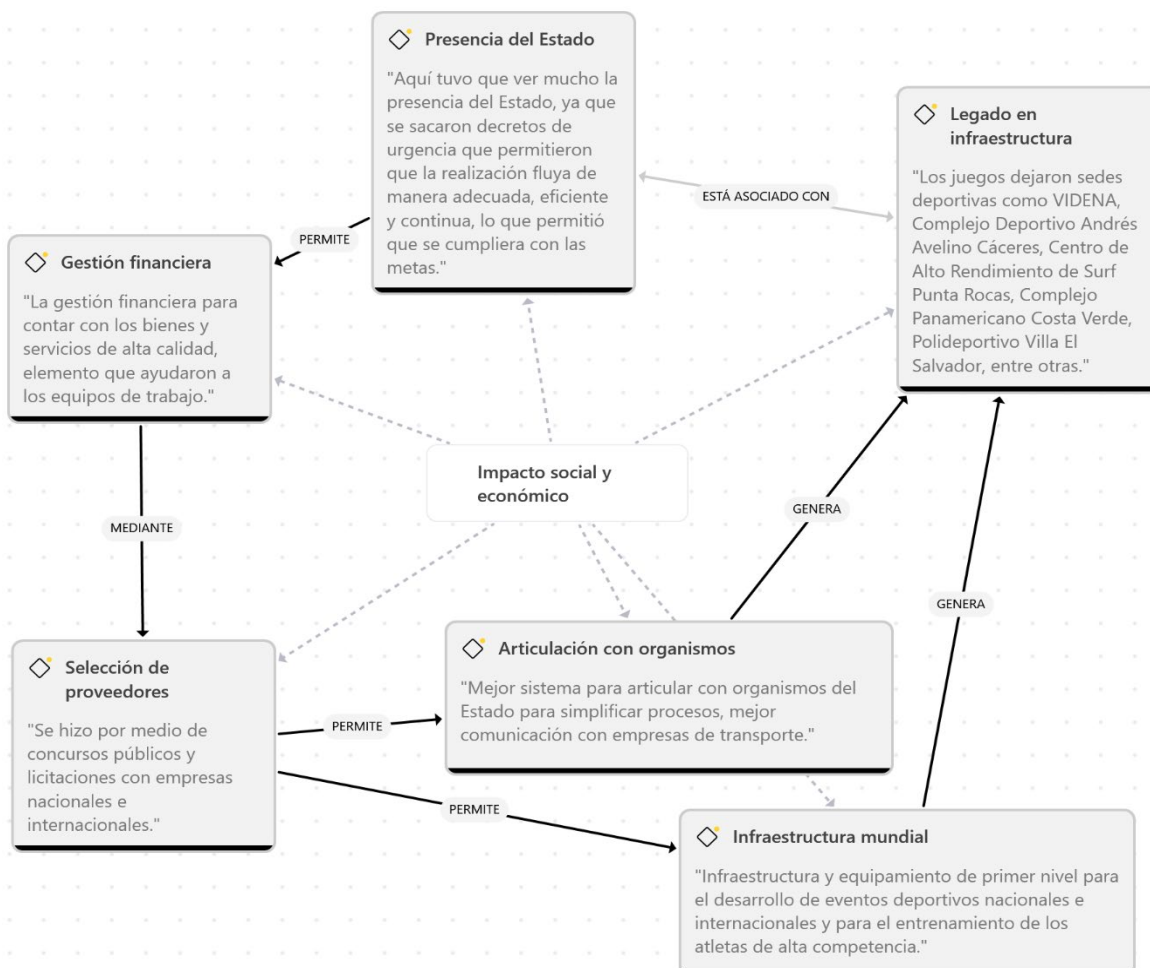 Presencia del Estado
"Aquí tuvo que ver mucho la
presencia del Estado, ya que
se sacaron decretos de
urgencia que permitieron
que la realización fluya de
manera adecuada, eficiente
y continua, lo que permitió
que se cumpliera con las
metas."
Legado en
infraestructura
"Los juegos dejaron sedes
deportivas como VIDENA,
Complejo Deportivo Andrés
Avelino Cáceres, Centro de
Alto Rendimiento de Surf
Punta Rocas, Complejo
Panamericano Costa Verde,
Polideportivo Villa El
Salvador, entre otras."
ESTÁ ASOCIADO CON
PERMITE
Gestión financiera
"La gestión financiera para
contar con los bienes y
servicios de alta calidad,
elemento que ayudaron a
los equipos de trabajo."
Impacto social y
económico
MEDIANTE
GENERA
GENERA
Selección de
proveedores
"Se hizo por medio de
concursos públicos y
licitaciones con empresas
nacionales e
internacionales."
PERMITE
Articulación con organismos
"Mejor sistema para articular con organismos del
Estado para simplificar procesos, mejor
comunicación con empresas de transporte."
PERMITE
Infraestructura mundial
"Infraestructura y equipamiento de primer nivel para
el desarrollo de eventos deportivos nacionales e
internacionales y para el entrenamiento de los
atletas de alta competencia."